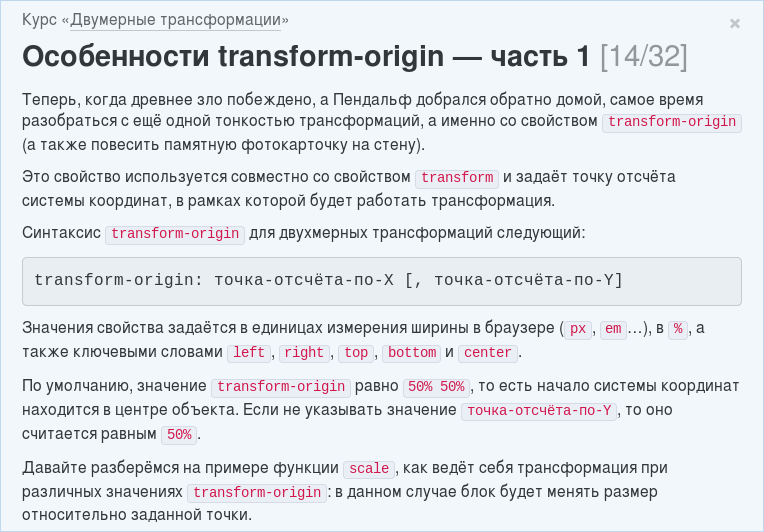 Курс «Двумерные трансформации»
×
Особенности transform-origin — часть 1 [14/32]
Теперь, когда древнее зло побеждено, а Пендальф добрался обратно домой, самое время
разобраться с ещё одной тонкостью трансформаций, а именно со свойством transform-origin
(а также повесить памятную фотокарточку на стену).
Это свойство используется совместно со свойством transform и задаёт точку отсчёта
системы координат, в рамках которой будет работать трансформация.
Синтаксис transform-origin для двухмерных трансформаций следующий:
transform-origin: точка-отсчёта-по-X [, точка-отсчёта-по-Y]
Значения свойства задаётся в единицах измерения ширины в браузере (px, em…), в %, а
также ключевыми словами left, right, top, bottom и center.
По умолчанию, значение transform-origin равно 50% 50%, то есть начало системы координат
находится в центре объекта. Если не указывать значение точка-отсчёта-по-Y, то оно
считается равным 50%.
Давайте разберёмся на примере функции scale, как ведёт себя трансформация при
различных значениях transform-origin: в данном случае блок будет менять размер
относительно заданной точки.